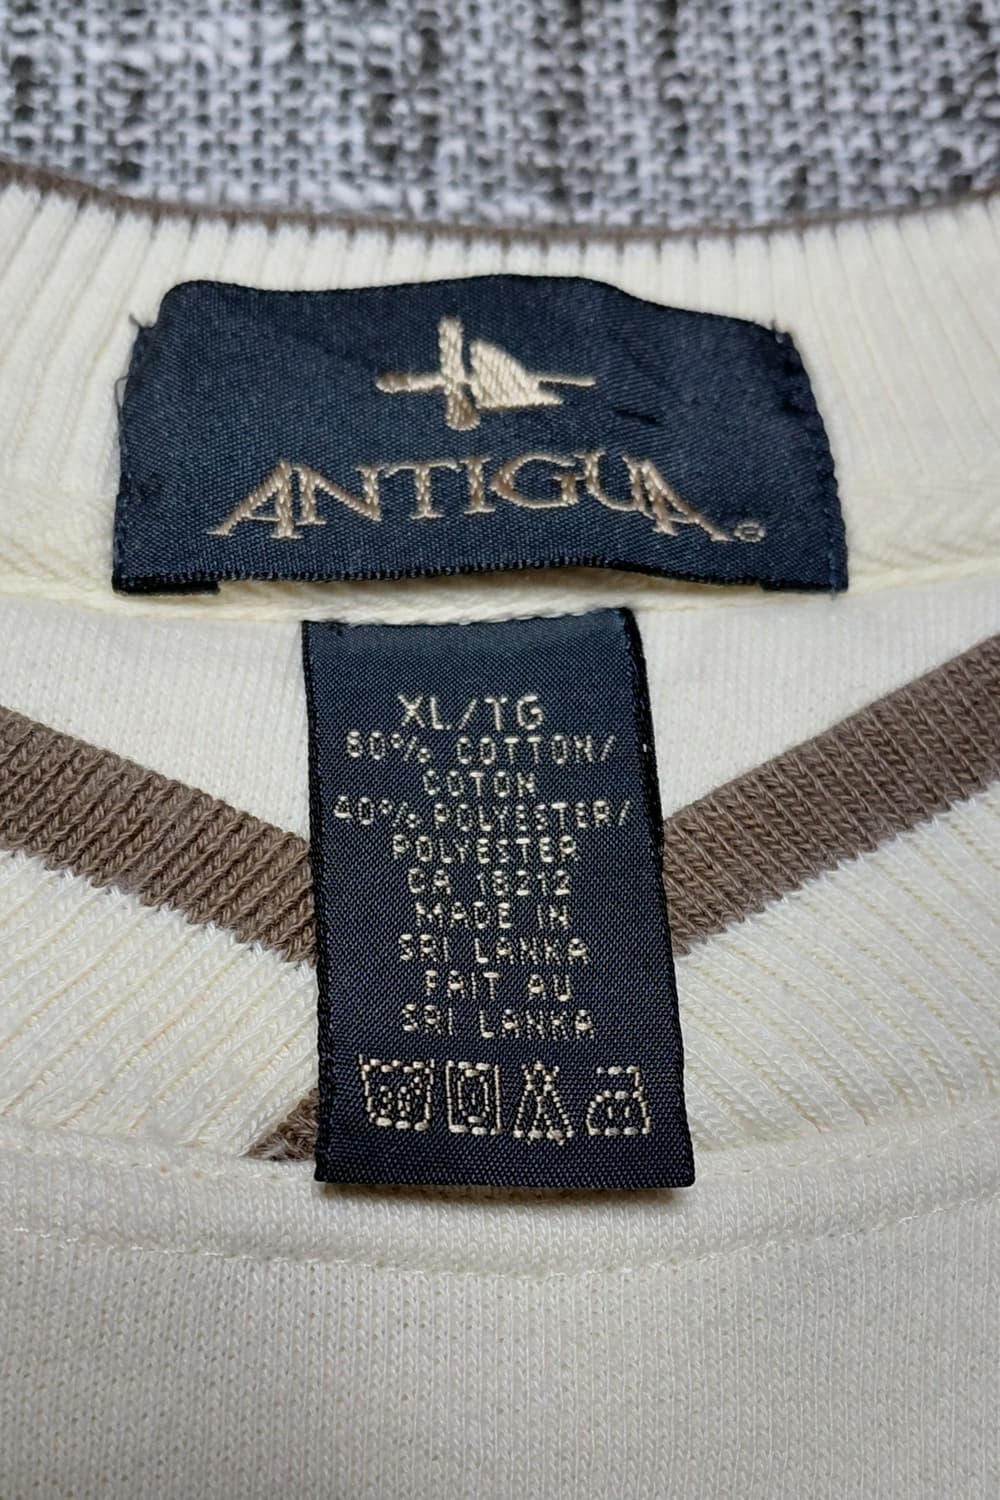 ANTIGUA®
XL/TG
60% COTTON/
COTON
40% POLYESTER/
POLYESTER
CA 18212
MADE IN
SRI LANKA
FAIT AU
SRI LANKA